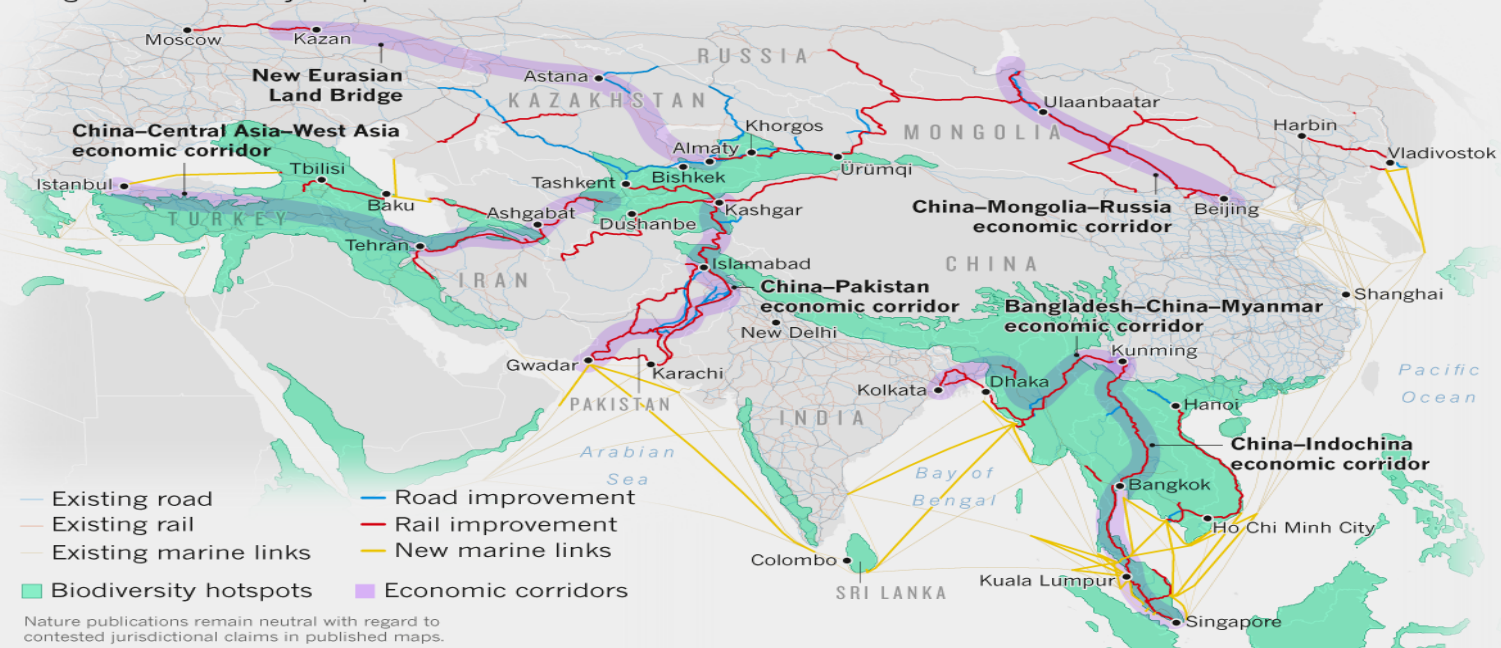 Moscow
Kazan
RUSSIA
New Eurasian
Land Bridge
Astana
KAZAKHSTAN
Ulaanbaatar
MONGOLIA
Harbin
Vladivostok
China–Central Asia–West Asia
economic corridor
Khorgos
Almaty
Bishkek
Ürümqi
Tbilisi
Istanbul
Tashkent
Baku
TURKEY
Ashgabat
Dushanbe
Kashgar
China–Mongolia–Russia
economic corridor
Beijing
Tehran
IRAN
Islamabad
CHINA
China–Pakistan
economic corridor
Bangladesh–China–Myanmar
economic corridor
Shanghai
New Delhi
Kunming
Gwadar
Karachi
PAKISTAN
Kolkata
Dhaka
INDIA
Hanoi
Pacific
Ocean
Arabian
Sea
Bay of
Bengal
China–Indochina
economic corridor
Bangkok
Ho Chi Minh City
Colombo
SRI LANKA
Kuala Lumpur
Singapore
Existing road
Existing rail
Existing marine links
Road improvement
Rail improvement
New marine links
Biodiversity hotspots
Economic corridors
Nature publications remain neutral with regard to
contested jurisdictional claims in published maps.